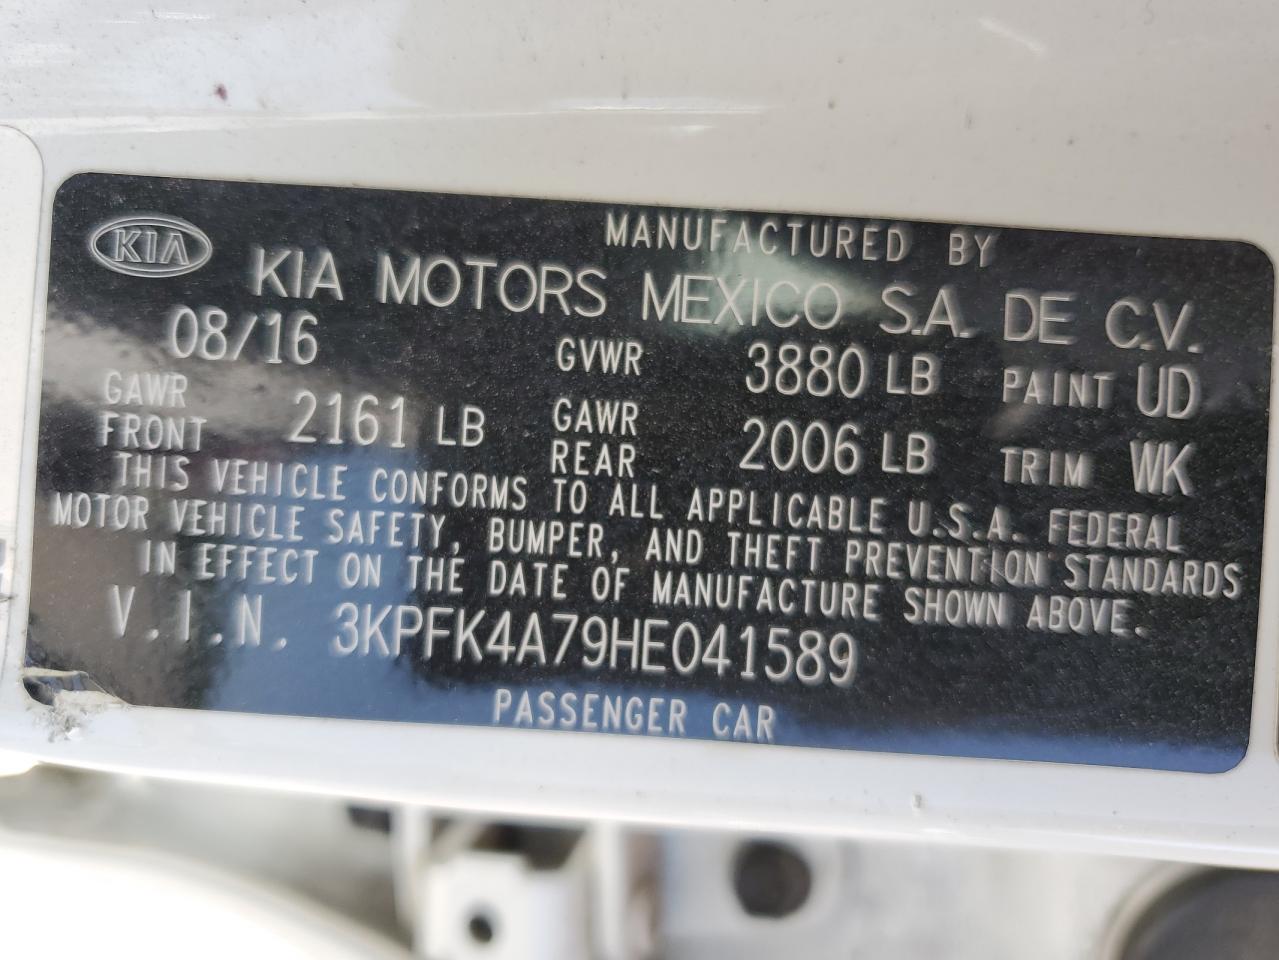 KIA
MANUFACTURED BY
KIA MOTORS MEXICO S.A. DE C.V.
08/16 GVWR 3880 LB PAINT UD
GAWR FRONT 2161 LB GAWR REAR 2006 LB TRIM WK
THIS VEHICLE CONFORMS TO ALL APPLICABLE U.S.A. FEDERAL
MOTOR VEHICLE SAFETY, BUMPER, AND THEFT PREVENTION STANDARDS
IN EFFECT ON THE DATE OF MANUFACTURE SHOWN ABOVE.
V.I.N. 3KPFK4A79HE041589
PASSENGER CAR